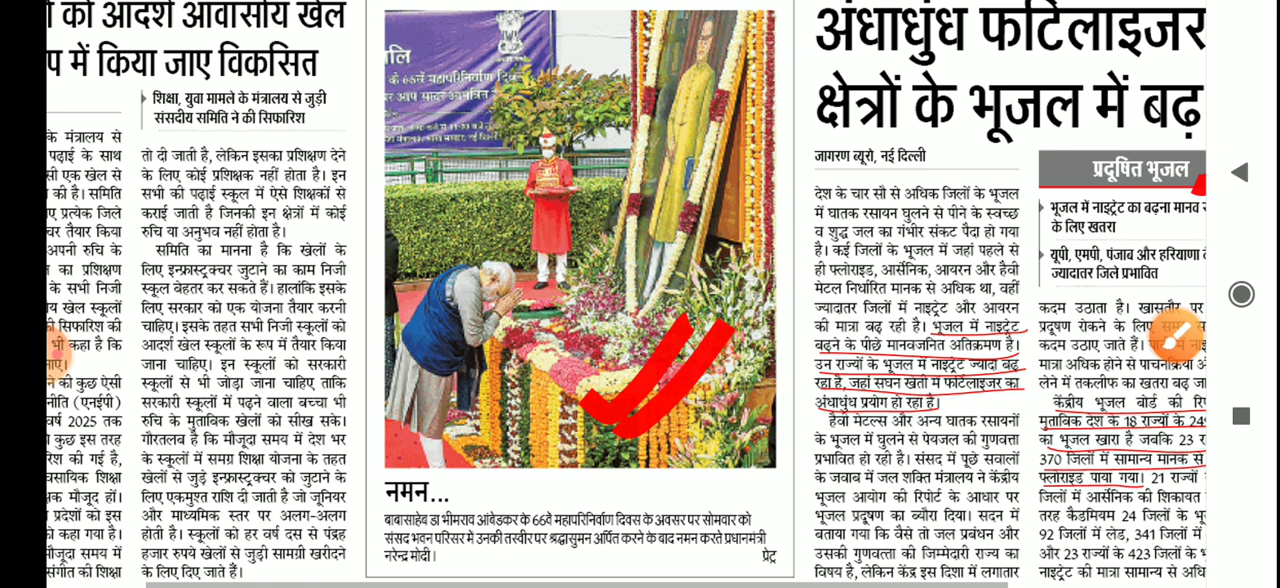 को आदर्श आवासीय खेल
प में किया जाए विकसित
शिक्षा, युवा मामले के मंत्रालय से जुड़ी
संसदीय समिति ने की सिफारिश
के मंत्रालय से
पढ़ाई के साथ
सी एक खेल से
की है। समिति
ए प्रत्येक जिले
चर तैयार किया
अपनी रुचि के
का प्रशिक्षण
के सभी निजी
य खेल स्कूलों
ी सिफारिश की
भी कहा है कि
नाए।
ने की कुछ ऐसी
नीति (एनईपी)
वर्ष 2025 तक
कुछ इस तरह
रिश की गई है,
वसायिक शिक्षा
क मौजूद हों।
प्रदेशों को इस
ो कहा गया है।
मौजूदा समय में
संगीत की शिक्षा
तो दी जाती है, लेकिन इसका प्रशिक्षण देने
के लिए कोई प्रशिक्षक नहीं होता है। इन
सभी की पढ़ाई स्कूल में ऐसे शिक्षकों से
कराई जाती है जिनकी इन क्षेत्रों में कोई
रुचि या अनुभव नहीं होता है।
समिति का मानना है कि खेलों के
लिए इन्फ्रास्ट्रक्चर जुटाने का काम निजी
स्कूल बेहतर कर सकते हैं। हालांकि इसके
लिए सरकार को एक योजना तैयार करनी
चाहिए। इसके तहत सभी निजी स्कूलों को
आदर्श खेल स्कूलों के रूप में तैयार किया
जाना चाहिए। इन स्कूलों को सरकारी
स्कूलों से भी जोड़ा जाना चाहिए ताकि
सरकारी स्कूलों में पढ़ने वाला बच्चा भी
रुचि के मुताबिक खेलों को सीख सके।
गौरतलब है कि मौजूदा समय में देश भर
के स्कूलों में समग्र शिक्षा योजना के तहत
खेलों से जुड़े इन्फ्रास्ट्रक्चर को जुटाने के
लिए एकमुश्त राशि दी जाती है जो जूनियर
और माध्यमिक स्तर पर अलग-अलग
होती है। स्कूलों को हर वर्ष दस से पंद्रह
हजार रुपये खेलों से जुड़ी सामग्री खरीदने
के लिए दिए जाते हैं।
लि
के 66वें महापरिनिर्वाण दिवस
नमन...
बाबासाहेब डा भीमराव आंबेडकर के 66वें महापरिनिर्वाण दिवस के अवसर पर सोमवार को
संसद भवन परिसर में उनकी तस्वीर पर श्रद्धासुमन अर्पित करने के बाद नमन करते प्रधानमंत्री
नरेन्द्र मोदी। प्रेट्र
अंधाधुंध फर्टिलाइजर
क्षेत्रों के भूजल में बढ़
जागरण ब्यूरो, नई दिल्ली
देश के चार सौ से अधिक जिलों के भूजल
में घातक रसायन घुलने से पीने के स्वच्छ
व शुद्ध जल का गंभीर संकट पैदा हो गया
है। कई जिलों के भूजल में जहां पहले से
ही फ्लोराइड, आर्सेनिक, आयरन और हैवी
मेटल निर्धारित मानक से अधिक था, वहीं
ज्यादातर जिलों में नाइट्रेट और आयरन
की मात्रा बढ़ रही है। भूजल में नाइट्रेट
बढ़ने के पीछे मानवजनित अतिक्रमण है।
उन राज्यों के भूजल में नाइट्रेट ज्यादा बढ़
रहा है, जहां सघन खेती में फर्टिलाइजर का
अंधाधुंध प्रयोग हो रहा है।
हैवी मेटल्स और अन्य घातक रसायनों
के भूजल में घुलने से पेयजल की गुणवत्ता
प्रभावित हो रही है। संसद में पूछे सवालों
के जवाब में जल शक्ति मंत्रालय ने केंद्रीय
भूजल आयोग की रिपोर्ट के आधार पर
भूजल प्रदूषण का ब्यौरा दिया। सदन में
बताया गया कि वैसे तो जल प्रबंधन और
उसकी गुणवत्ता की जिम्मेदारी राज्य का
विषय है, लेकिन केंद्र इस दिशा में लगातार
प्रदूषित भूजल
भूजल में नाइट्रेट का बढ़ना मानव
के लिए खतरा
यूपी, एमपी, पंजाब और हरियाणा
ज्यादातर जिले प्रभावित
कदम उठाता है। खासतौर पर
प्रदूषण रोकने के लिए
कदम उठाए जाते हैं।
मात्रा अधिक होने से पाचनक्रिया
लेने में तकलीफ का खतरा बढ़ जा
केंद्रीय भूजल बोर्ड की रि
मुताबिक देश के 18 राज्यों के 24
का भूजल खारा है जबकि 23 र
370 जिलों में सामान्य मानक से
फ्लोराइड पाया गया। 21 राज्यों
जिलों में आर्सेनिक की शिकायत
तरह कैडमियम 24 जिलों के भू
92 जिलों में लेड, 341 जिलों में
और 23 राज्यों के 423 जिलों के भ
नाइट्रेट की मात्रा सामान्य से अधि